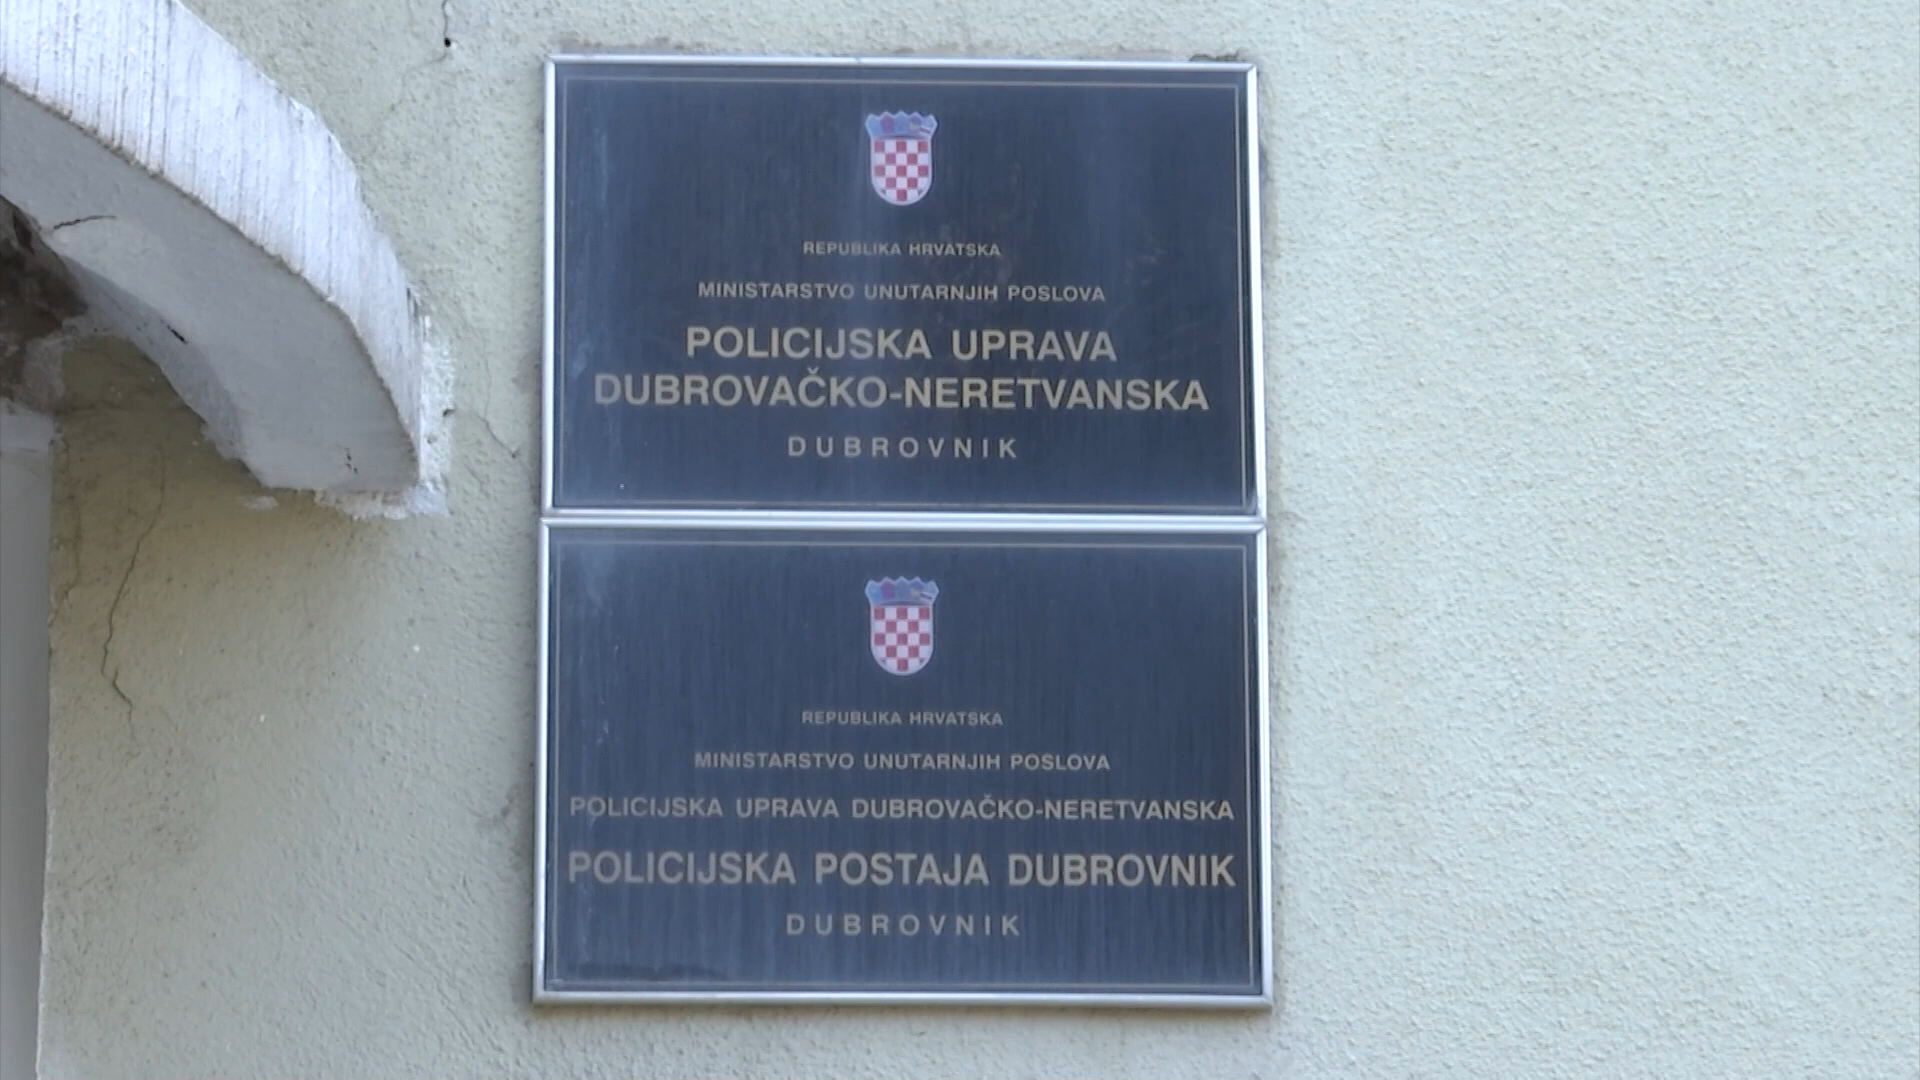 REPUBLIKA HRVATSKA
MINISTARSTVO UNUTARNJIH POSLOVA
POLICIJSKA UPRAVA
DUBROVAČKO-NERETVANSKA
DUBROVNIK
REPUBLIKA HRVATSKA
MINISTARSTVO UNUTARNJIH POSLOVA
POLICIJSKA UPRAVA DUBROVAČKO-NERETVANSKA
POLICIJSKA POSTAJA DUBROVNIK
DUBROVNIK